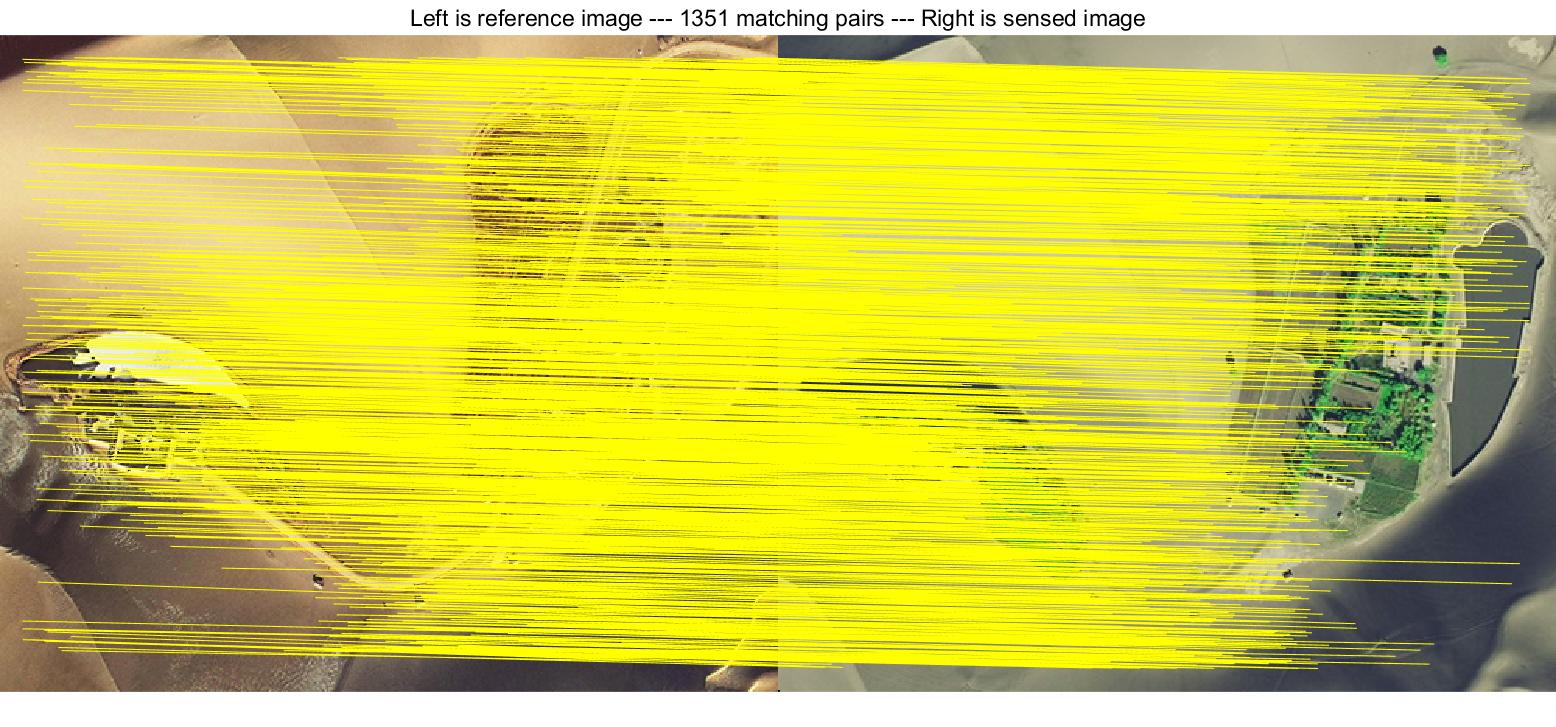 Left is reference image --- 1351 matching pairs --- Right is sensed image